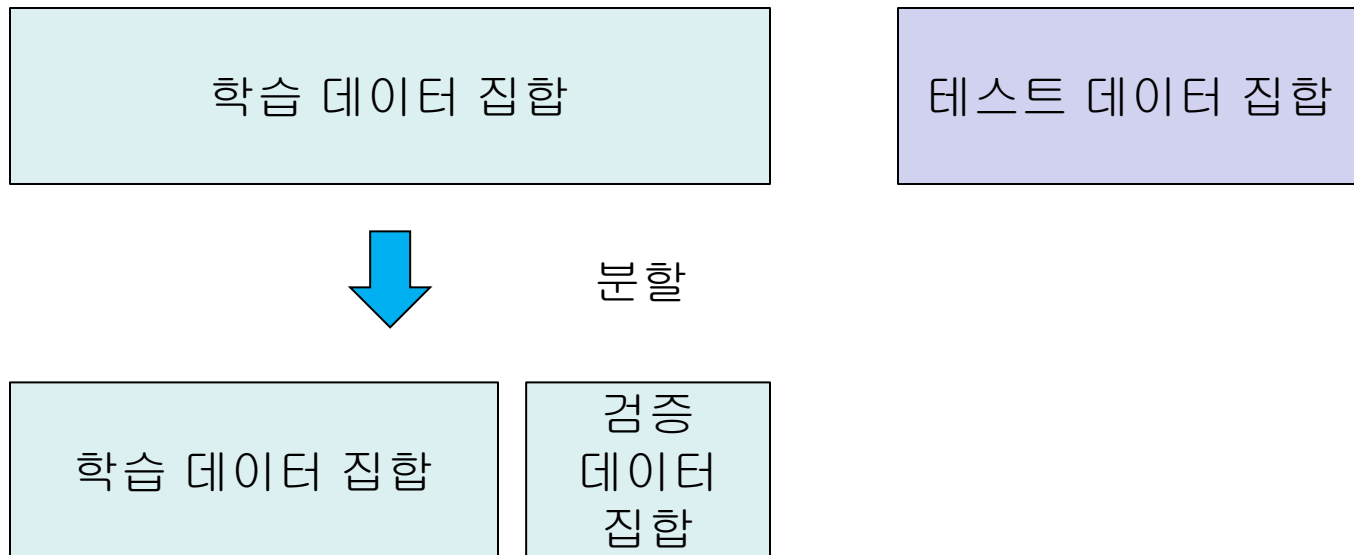 학습 데이터 집합
테스트 데이터 집합
분할
학습 데이터 집합
검증
데이터
집합